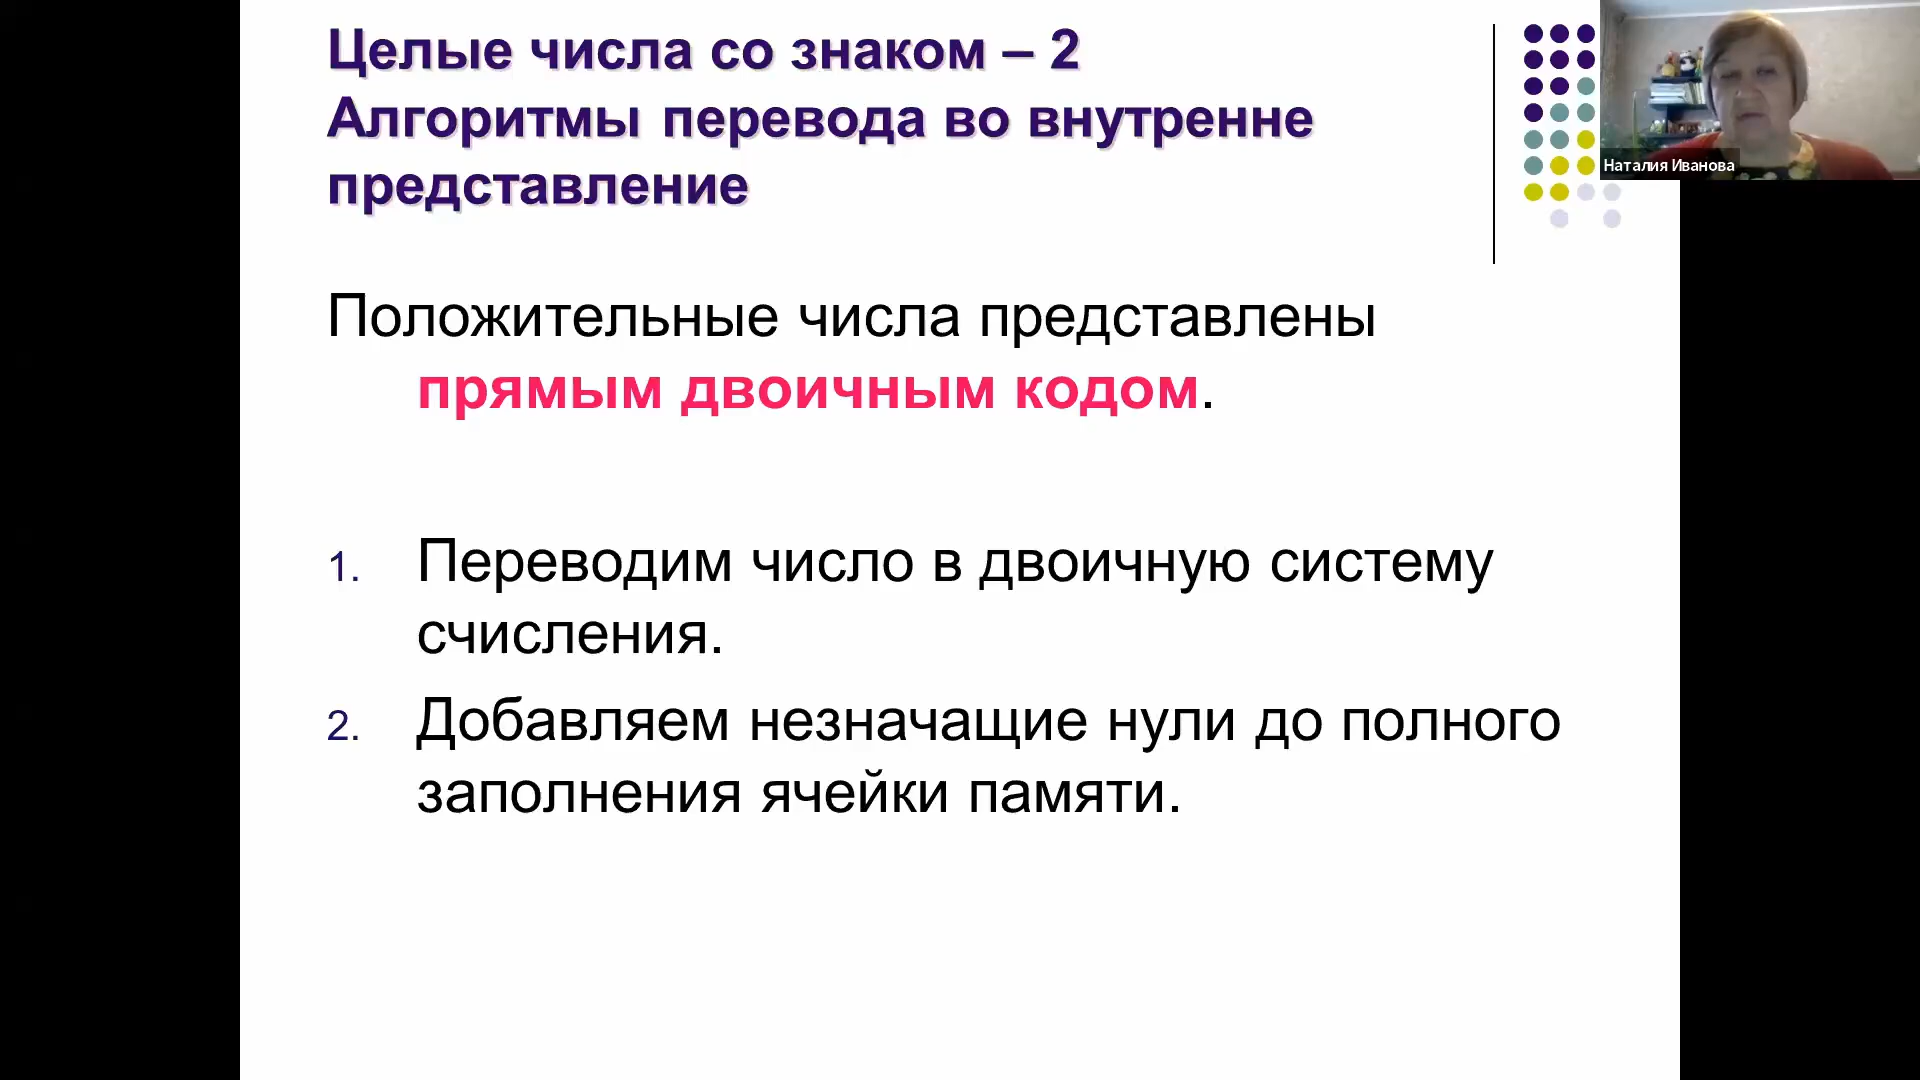 Целые числа со знаком – 2
Алгоритмы перевода во внутренне
представление
Наталия Иванова
Положительные числа представлены
прямым двоичным кодом.
1. Переводим число в двоичную систему
счисления.
2. Добавляем незначащие нули до полного
заполнения ячейки памяти.